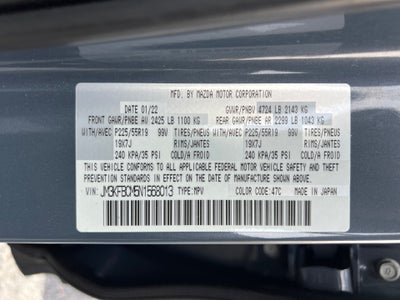 MFD. BY MAZDA MOTOR CORPORATION
DATE 01/22 GVWR/PNBV 4724 LB 2143 KG
FRONT GAWR/PNBE AV 2425 LB 1100 KG REAR GAWR/PNBE AR 2299 LB 1043 KG
WITH/AVEC P225/55R19 99V TIRES/PNEUS WITH/AVEC P225/55R19 99V TIRES/PNEUS
19X7J RIMS/JANTES 19X7J RIMS/JANTES
240 KPA/35 PSI COLD/A FROID 240 KPA/35 PSI COLD/A FROID
THIS VEHICLE CONFORMS TO ALL APPLICABLE FEDERAL MOTOR VEHICLE SAFETY
STANDARDS IN EFFECT ON THE DATE OF MANUFACTURE SHOWN ABOVE.
VIN: JM3KFBCM5N1568013 TYPE: MPV COLOR CODE: 47C MADE IN JAPAN